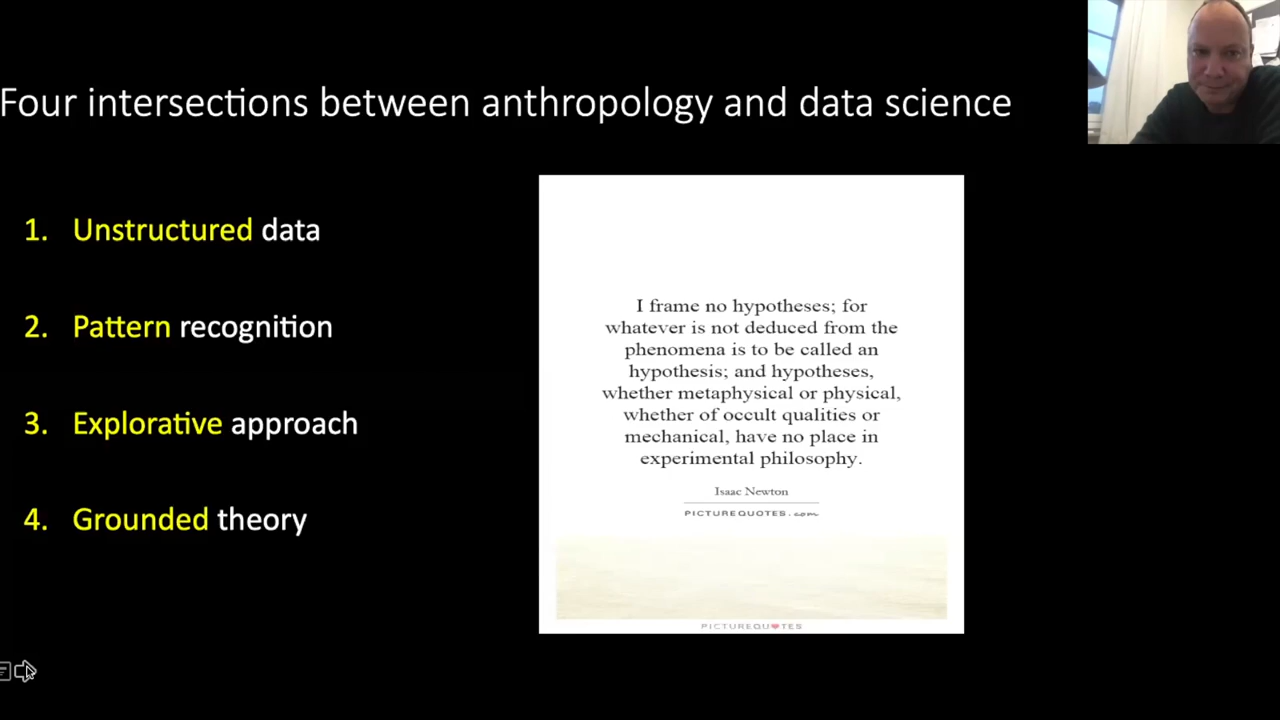 Four intersections between anthropology and data science
1. Unstructured data
2. Pattern recognition
3. Explorative approach
4. Grounded theory
I frame no hypotheses; for
whatever is not deduced from the
phenomena is to be called an
hypothesis; and hypotheses,
whether metaphysical or physical,
whether of occult qualities or
mechanical, have no place in
experimental philosophy.
Isaac Newton
PICTUREQUOTES.com
PICTUREQUOTES